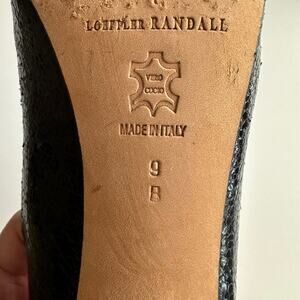 LOEFFLER RANDALL
VERO
CUOIO
MADE IN ITALY
9
B